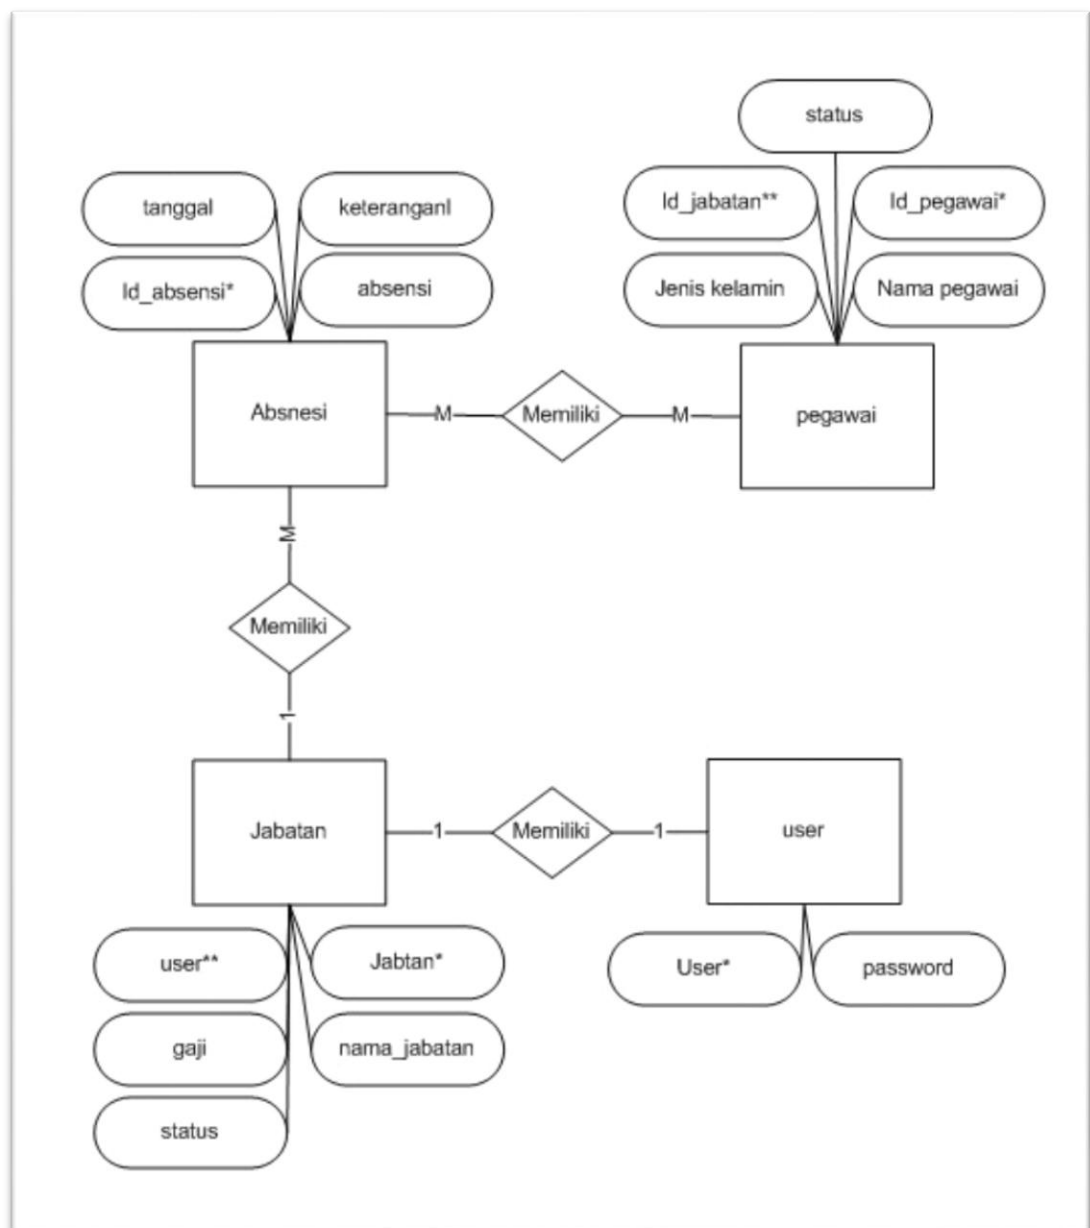 status
tanggal
keteranganl
Id_jabatan**
Id_pegawai*
Id_absensi*
absensi
Jenis kelamin
Nama pegawai
Absnesi
M
Memiliki
M
pegawai
M
Memiliki
1
Jabatan
1
Memiliki
1
user
user**
Jabtan*
User*
password
gaji
nama_jabatan
status